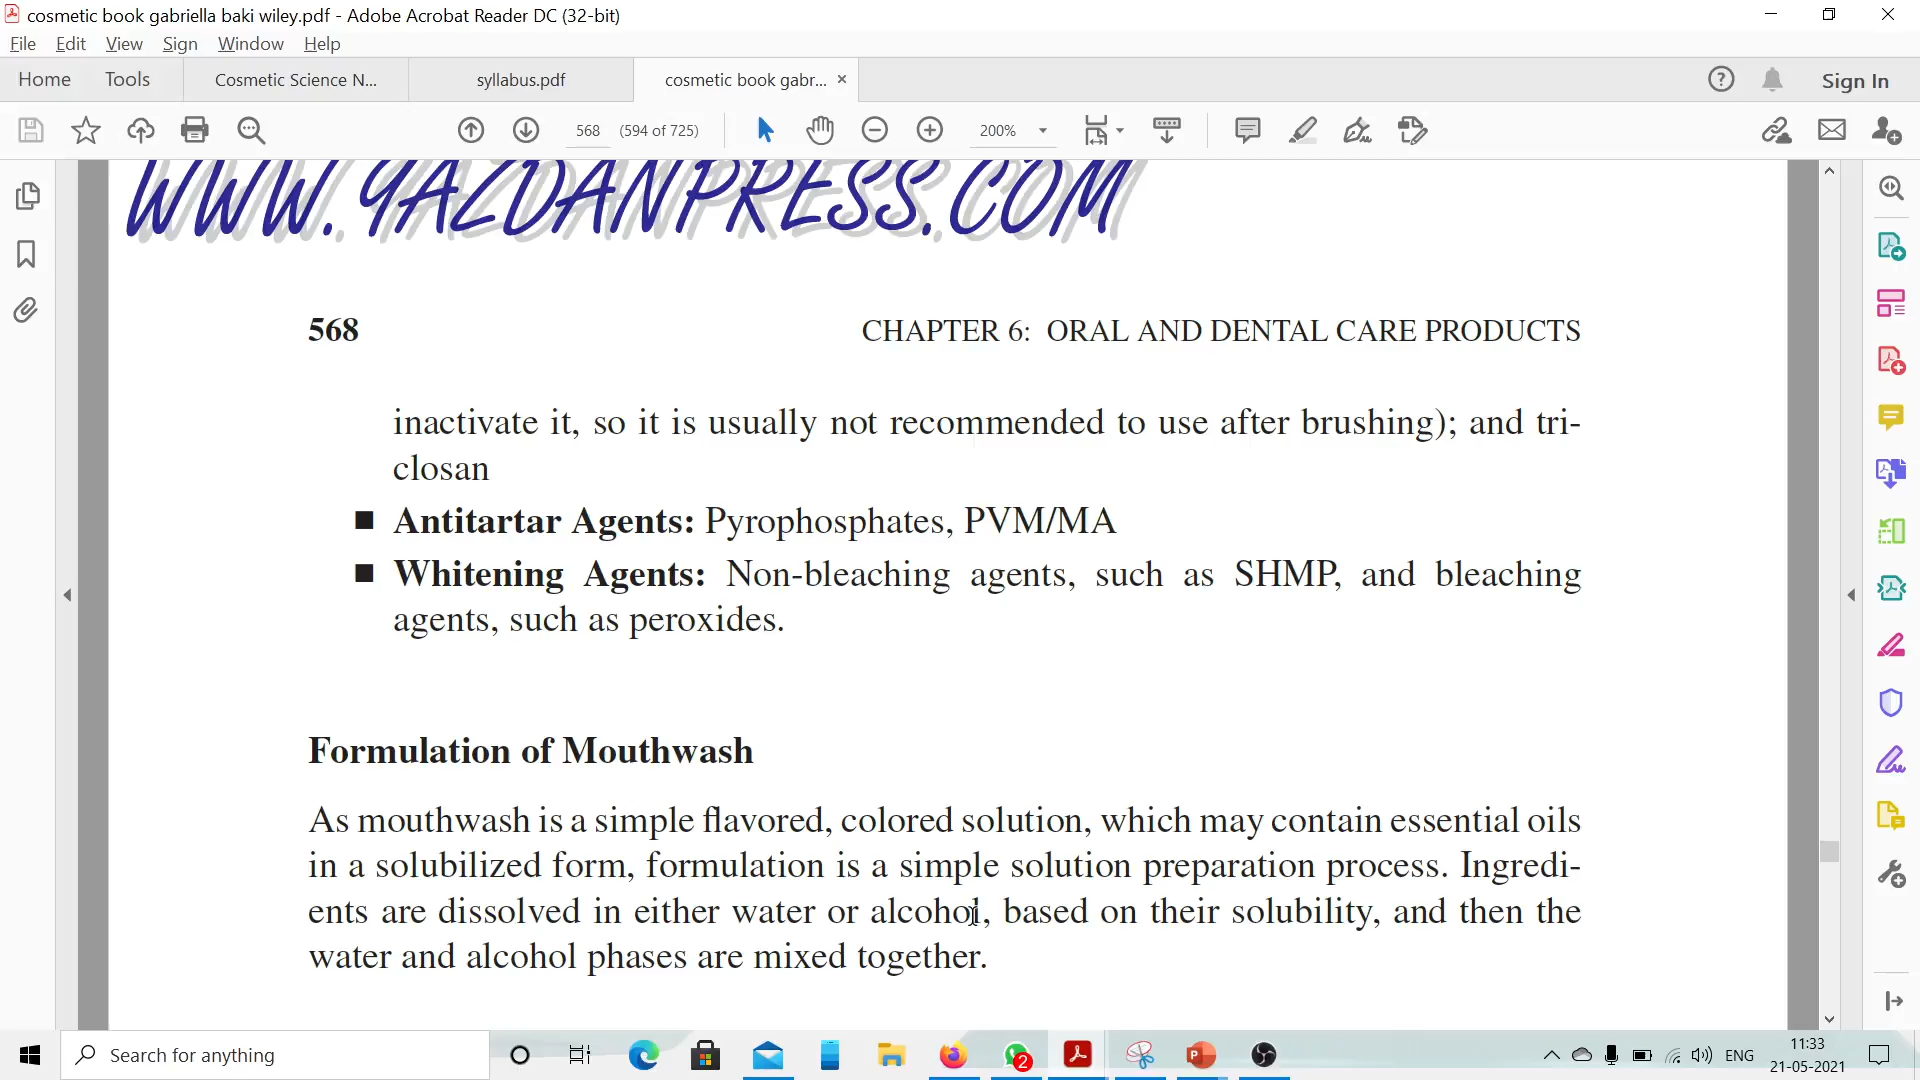 cosmetic book gabriella baki wiley.pdf - Adobe Acrobat Reader DC (32-bit)
File Edit View Sign Window Help
Home Tools Cosmetic Science N... syllabus.pdf cosmetic book gabr... × Sign In
568 (594 of 725) 200%
WWW.YAZDANPRESS.COM
568 CHAPTER 6: ORAL AND DENTAL CARE PRODUCTS
inactivate it, so it is usually not recommended to use after brushing); and tri-
closan
■ Antitartar Agents: Pyrophosphates, PVM/MA
■ Whitening Agents: Non-bleaching agents, such as SHMP, and bleaching
agents, such as peroxides.
Formulation of Mouthwash
As mouthwash is a simple flavored, colored solution, which may contain essential oils
in a solubilized form, formulation is a simple solution preparation process. Ingredi-
ents are dissolved in either water or alcohol, based on their solubility, and then the
water and alcohol phases are mixed together.
Search for anything 2 ENG 11:33
21-05-2021